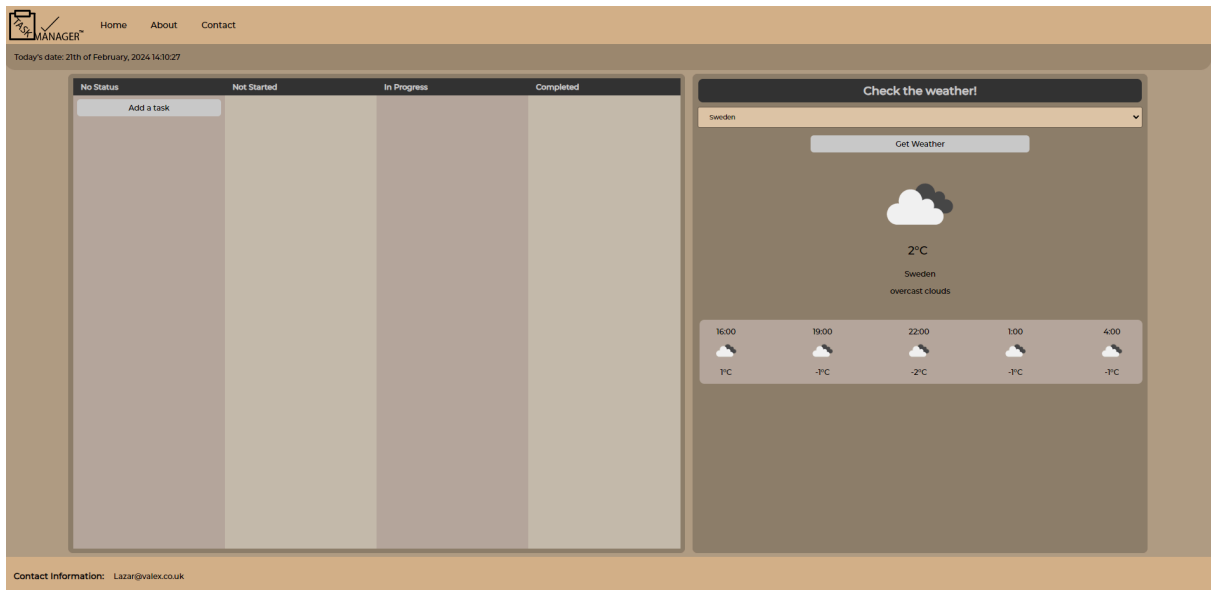 TASK
MANAGER™
Home About Contact
Today's date: 21th of February, 2024 14:10:27
No Status Not Started In Progress Completed
Add a task
Check the weather!
Sweden
Get Weather
2°C
Sweden
overcast clouds
16:00 19:00 22:00 1:00 4:00
1°C -1°C -2°C -1°C -1°C
Contact Information: Lazar@valex.co.uk